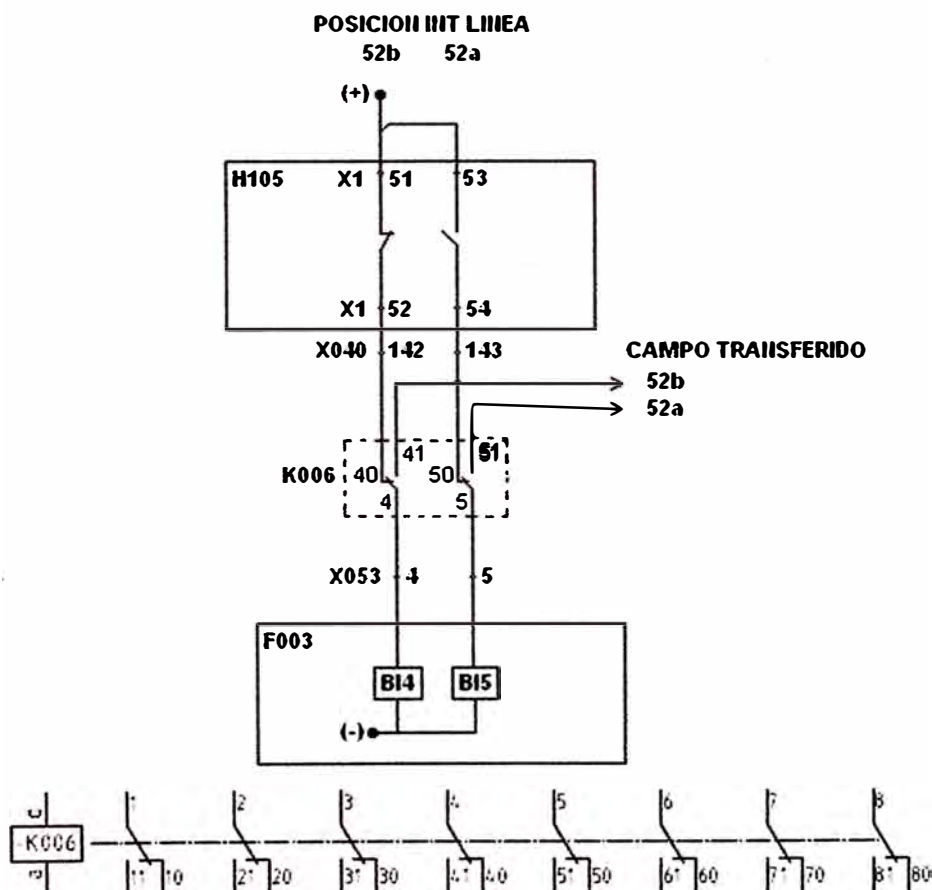 POSICION INT LINEA
52b 52a
(+)
H105 X1 51 53
X1 52 54
X040 142 143
CAMPO TRANSFERIDO
52b
52a
41 51
K006 40 50
4 5
X053 4 5
F003
BI4 BI5
(-)
1 2 3 4 5 6 7 8
-K006
11 10 21 20 31 30 41 40 51 50 61 60 71 70 81 80